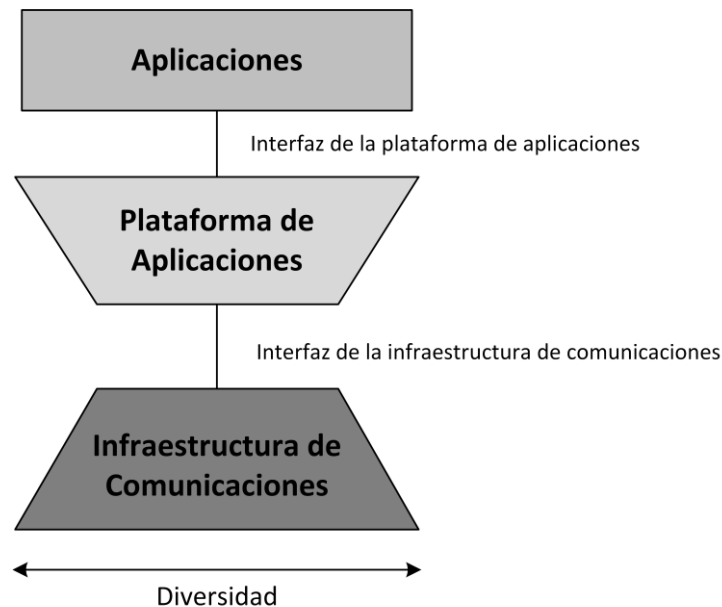 Aplicaciones
Interfaz de la plataforma de aplicaciones
Plataforma de
Aplicaciones
Interfaz de la infraestructura de comunicaciones
Infraestructura de
Comunicaciones
Diversidad